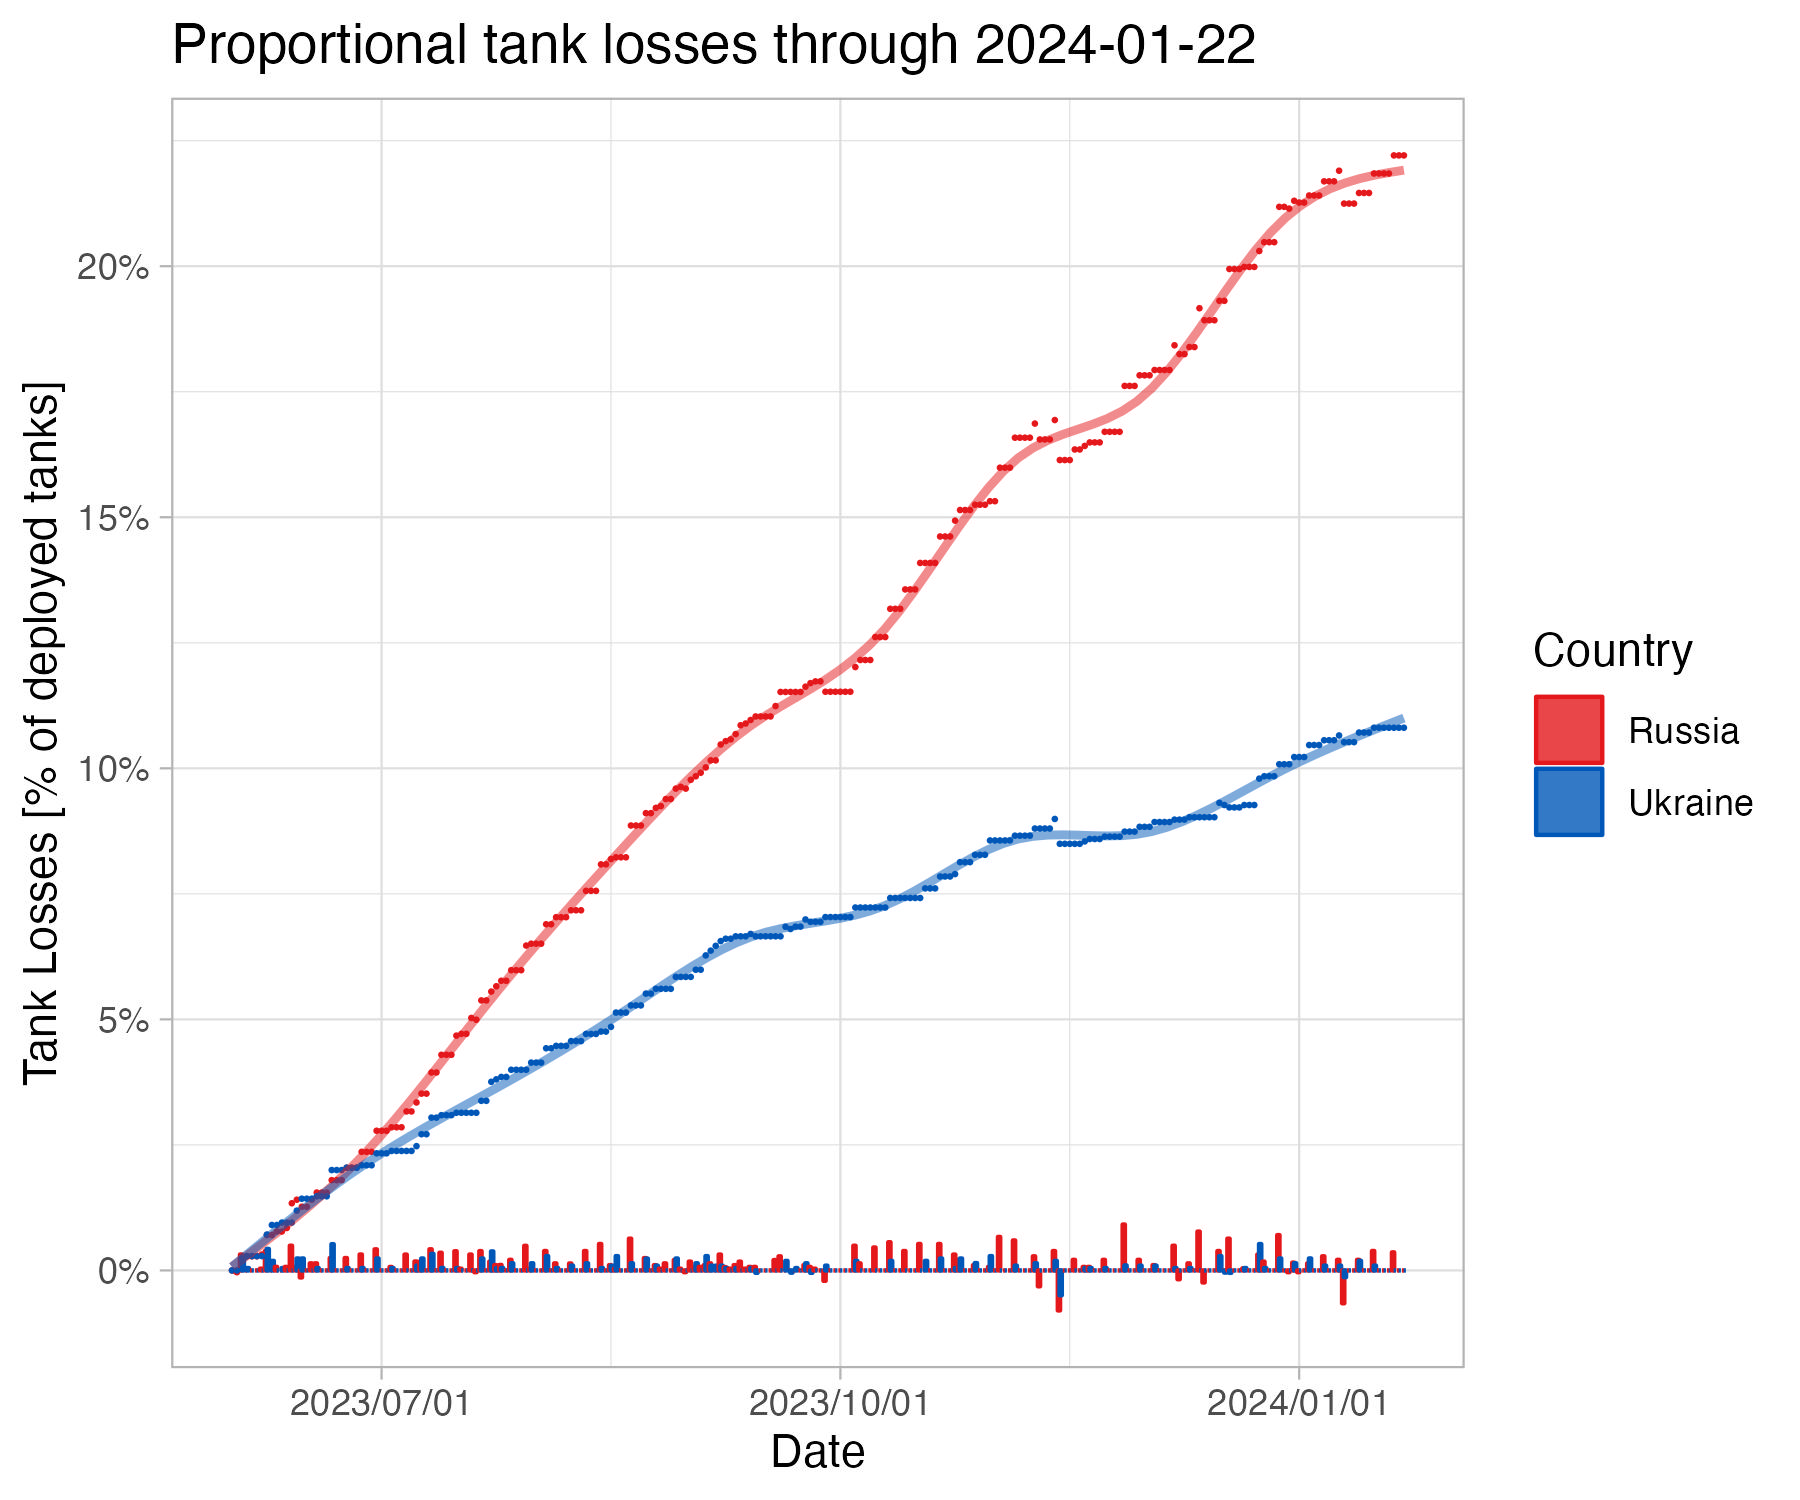 Proportional tank losses through 2024-01-22
Tank Losses [% of deployed tanks]
20%
15%
10%
5%
0%
2023/07/01
2023/10/01
2024/01/01
Date
Country
Russia
Ukraine